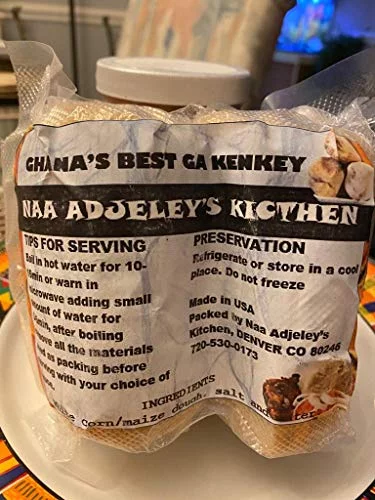 GHANA'S BEST GA KENKEY
NAA ADJELEY'S KICTHEN
TIPS FOR SERVING
in hot water for 10-
or warn in
microwave adding small
of water for
after boiling
all the materials
as packing before
with your choice of
PRESERVATION
Refrigerate or store in a cool
place. Do not freeze
Made in USA
Packed by Naa Adjeley's
Kitchen, DENVER CO 80246
720-530-0173
INGREDIENTS
Corn/maize dough, salt and